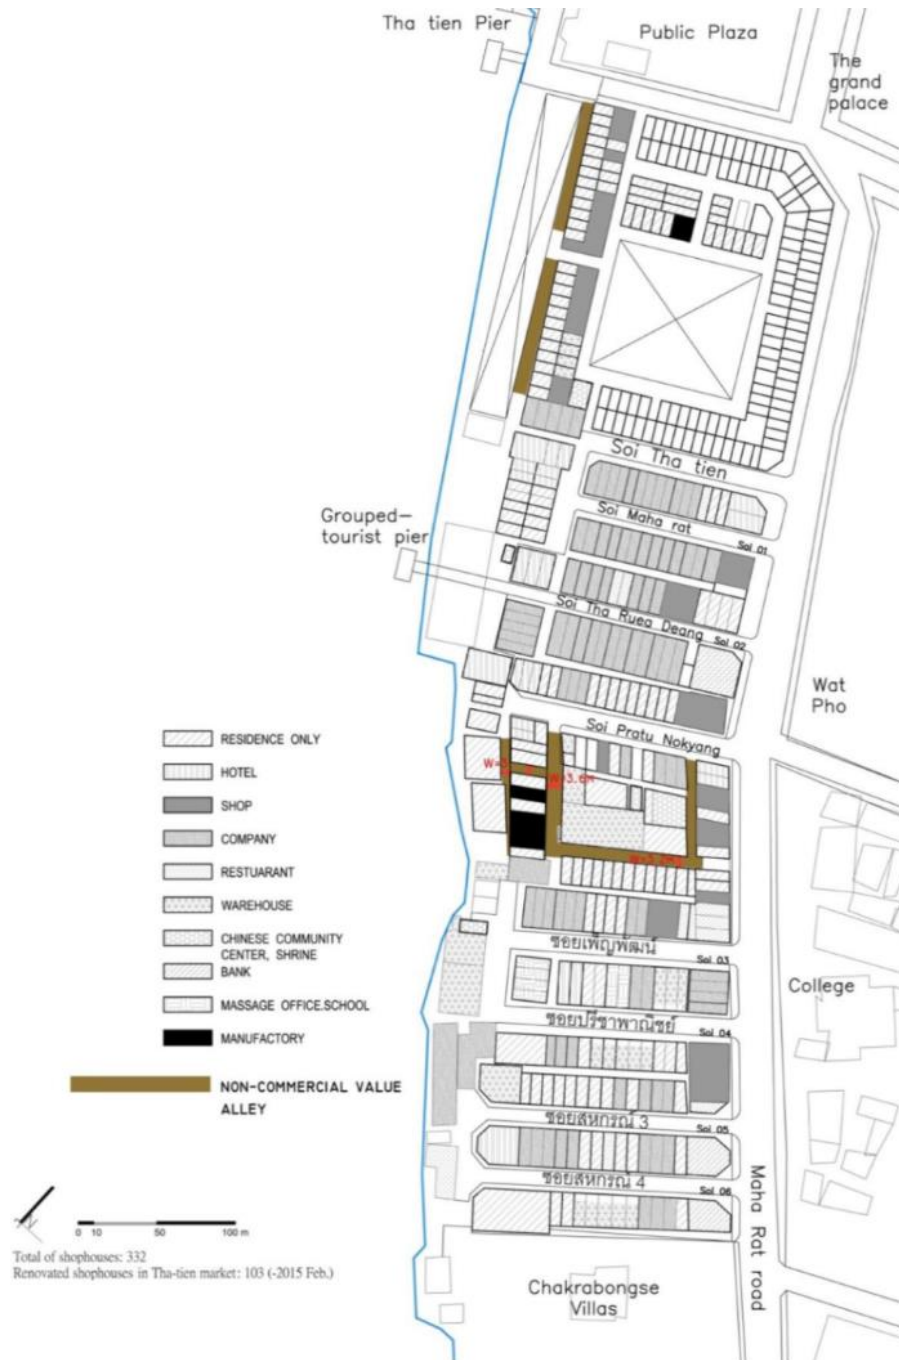 Tha tien Pier
Public Plaza
The
grand
palace
Soi Tha tien
Soi Maha rat
Soi 01
Grouped-
tourist pier
Soi Tha Ruea Deang
Soi 02
Wat
Pho
Soi Pratu Nokyang
RESIDENCE ONLY
HOTEL
SHOP
COMPANY
RESTUARANT
WAREHOUSE
CHINESE COMMUNITY
CENTER, SHRINE
BANK
MASSAGE OFFICE.SCHOOL
MANUFACTORY
NON-COMMERCIAL VALUE
ALLEY
W=3.6M
ซอยเพ็ญพัฒน์
Soi 03
College
ซอยปรีชาพาณิชย์
Soi 04
ซอยสหกรณ์ 3
Soi 05
ซอยสหกรณ์ 4
Soi 06
Maha Rat road
N
0 10 50 100 m
Total of shophouses: 332
Renovated shophouses in Tha-tien market: 103 (-2015 Feb.)
Chakrabongse
Villas